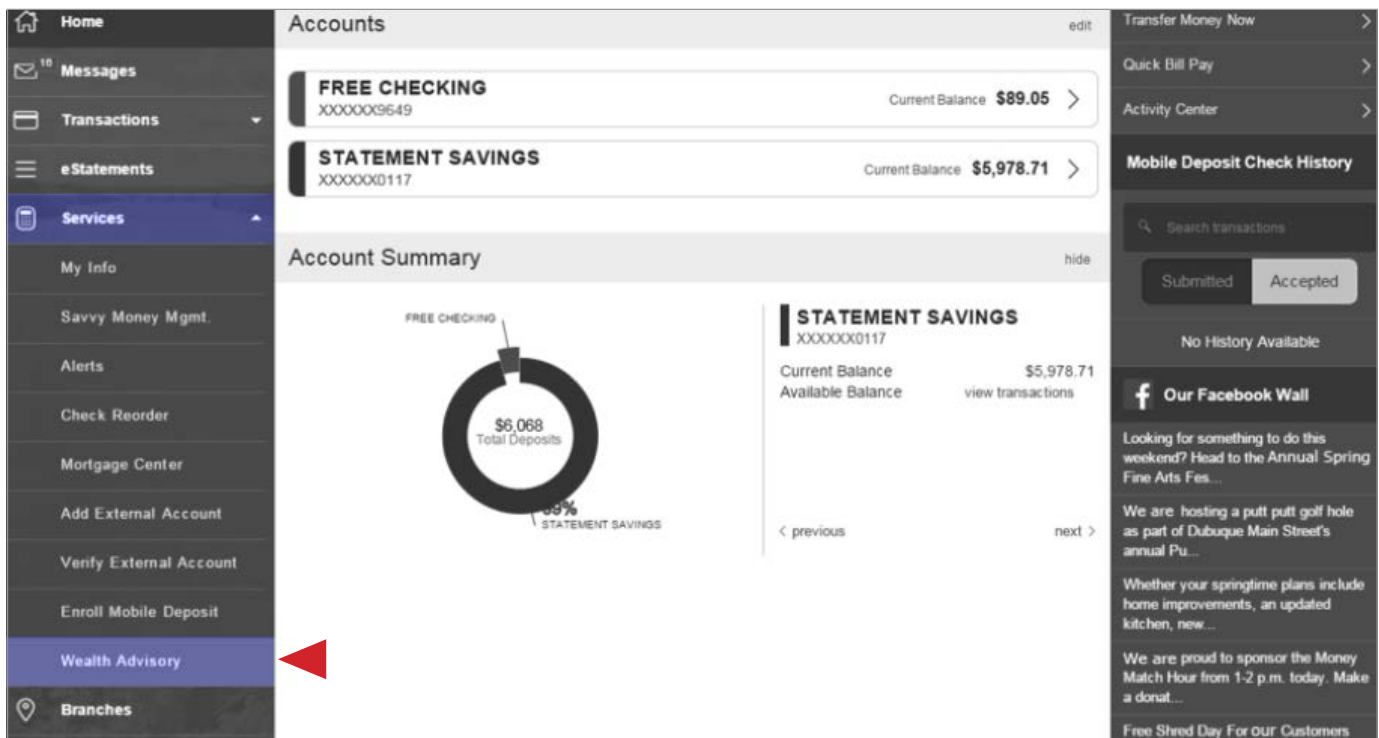 Home
16
Messages
Transactions
eStatements
Services
My Info
Savvy Money Mgmt.
Alerts
Check Reorder
Mortgage Center
Add External Account
Verify External Account
Enroll Mobile Deposit
Wealth Advisory
Branches
Accounts edit
FREE CHECKING
XXXXXX9649
Current Balance $89.05
STATEMENT SAVINGS
XXXXXX0117
Current Balance $5,978.71
Account Summary hide
FREE CHECKING
$6,068
Total Deposits
STATEMENT SAVINGS
STATEMENT SAVINGS
XXXXXX0117
Current Balance $5,978.71
Available Balance view transactions
< previous next >
Transfer Money Now
Quick Bill Pay
Activity Center
Mobile Deposit Check History
Search transactions
Submitted Accepted
No History Available
Our Facebook Wall
Looking for something to do this
weekend? Head to the Annual Spring
Fine Arts Fes...
We are hosting a putt putt golf hole
as part of Dubuque Main Street's
annual Pu...
Whether your springtime plans include
home improvements, an updated
kitchen, new...
We are proud to sponsor the Money
Match Hour from 1-2 p.m. today. Make
a donat...
Free Shred Day For our Customers